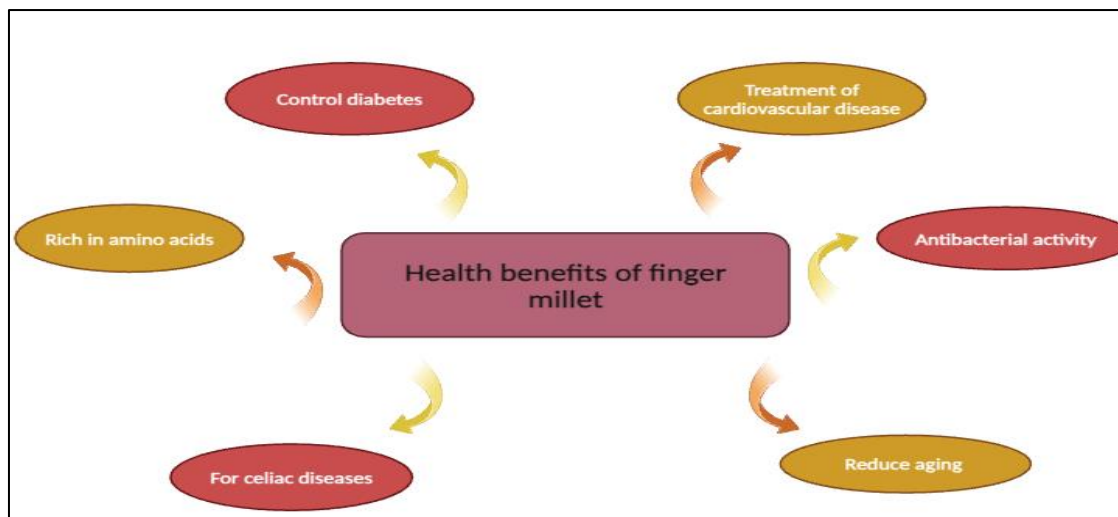 Control diabetes
Treatment of
cardiovascular disease
Rich in amino acids
Antibacterial activity
Health benefits of finger
millet
For celiac diseases
Reduce aging